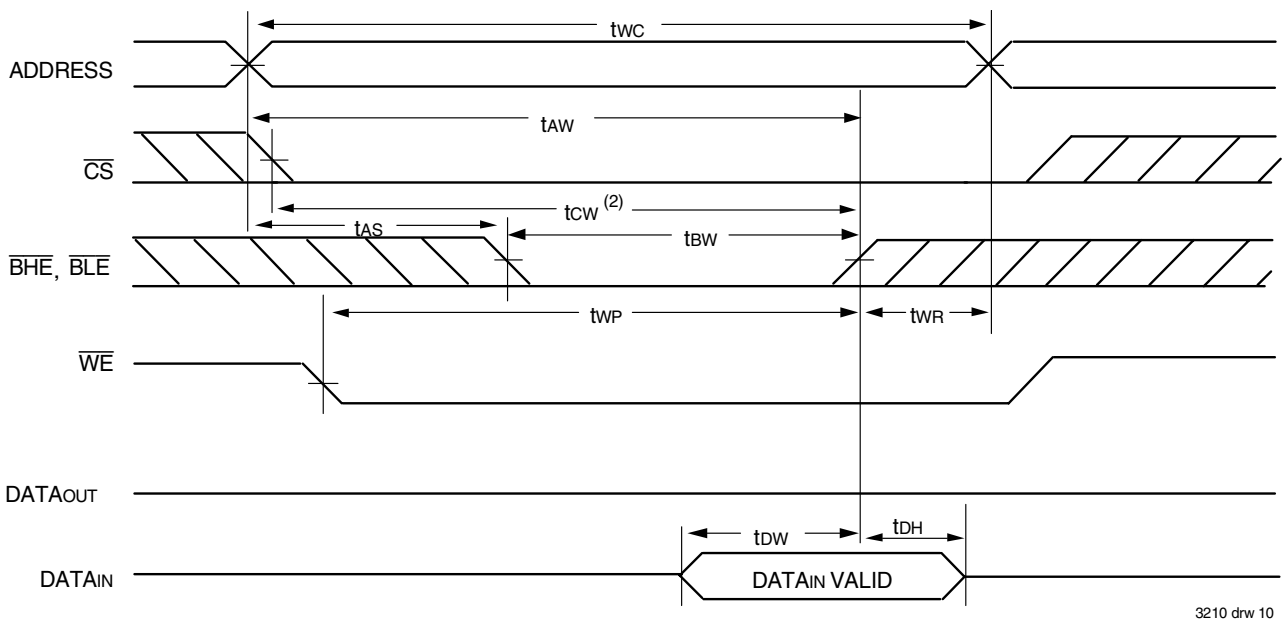 tWC
ADDRESS
tAW
CS
tCW (2)
tAS
tBW
BHE, BLE
tWP
tWR
WE
DATAOUT
tDW
tDH
DATAIN
DATAIN VALID
3210 drw 10